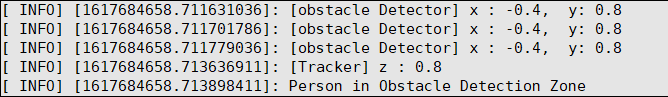 [ INFO] [1617684658.711631036]: [obstacle Detector] x : -0.4,  y: 0.8
[ INFO] [1617684658.711701786]: [obstacle Detector] x : -0.4,  y: 0.8
[ INFO] [1617684658.711779036]: [obstacle Detector] x : -0.4,  y: 0.8
[ INFO] [1617684658.713636911]: [Tracker] z : 0.8
[ INFO] [1617684658.713898411]: Person in Obstacle Detection Zone